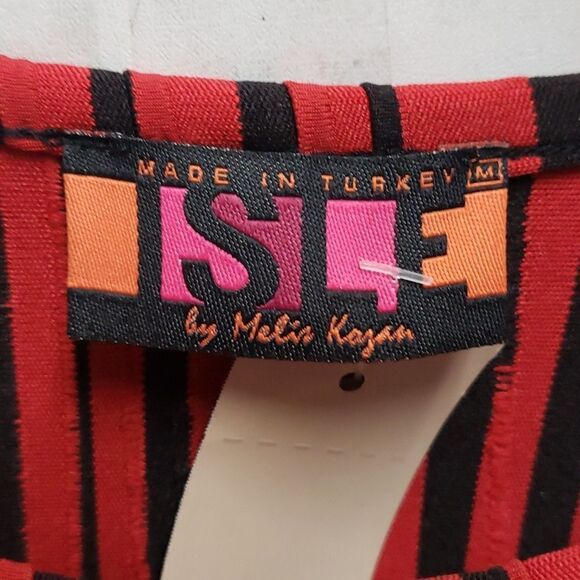 MADE IN TURKEY M
ISLE
by Melis Kozan